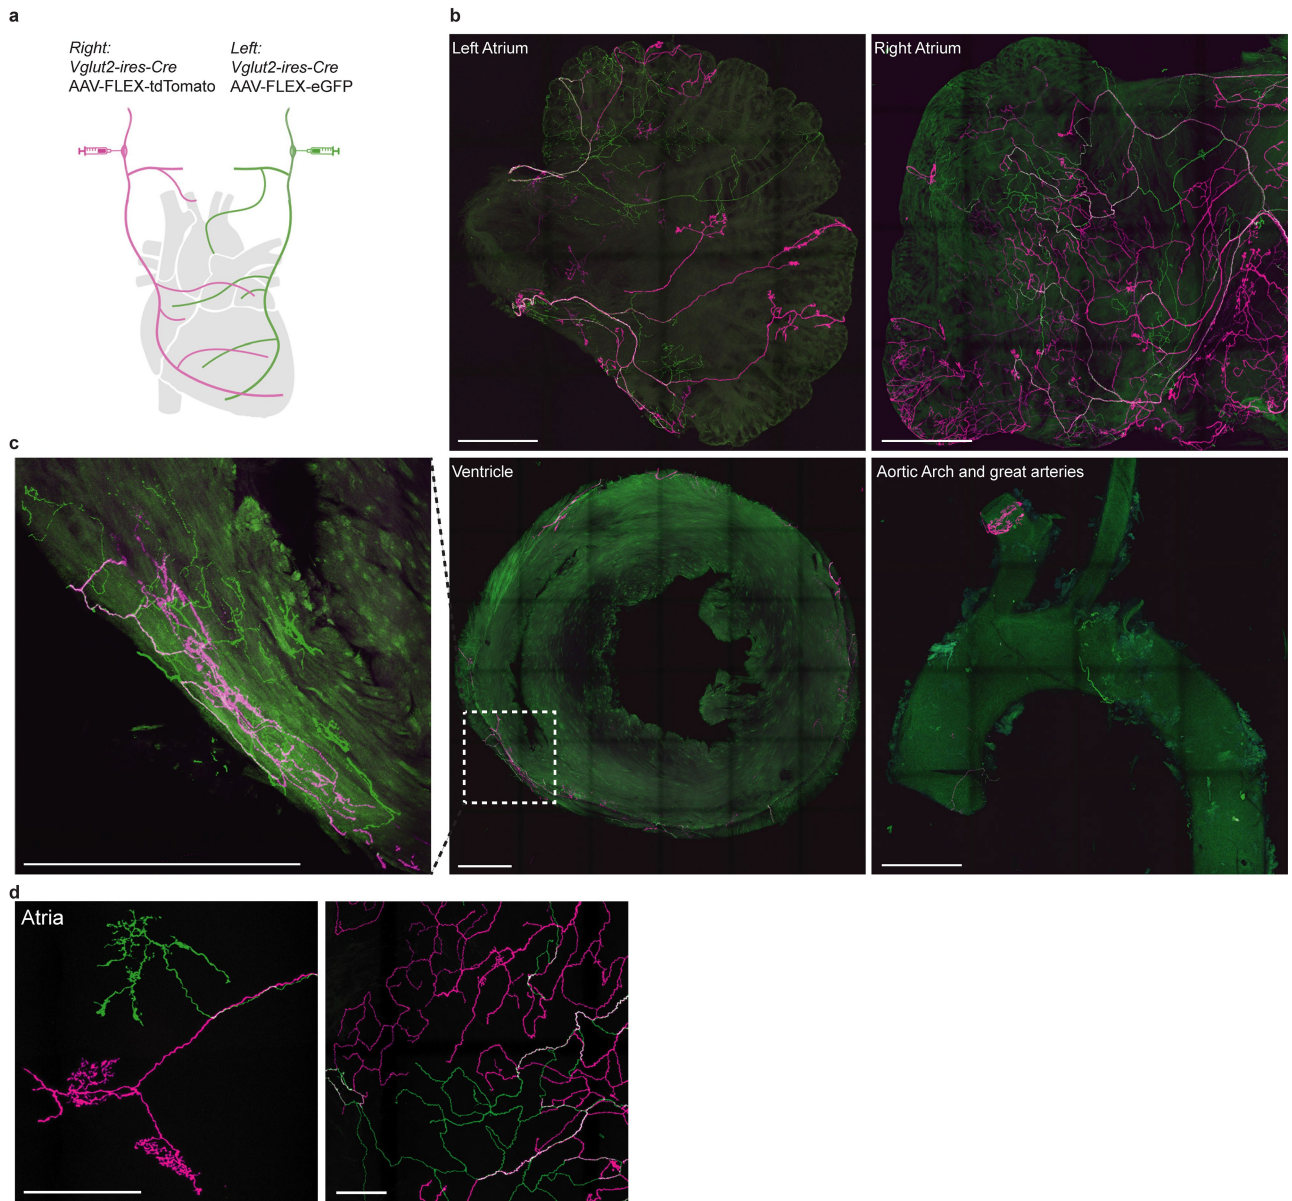 a
Right:
Vglut2-ires-Cre
AAV-FLEX-tdTomato
Left:
Vglut2-ires-Cre
AAV-FLEX-eGFP
b
Left Atrium
Right Atrium
c
Ventricle
Aortic Arch and great arteries
d
Atria